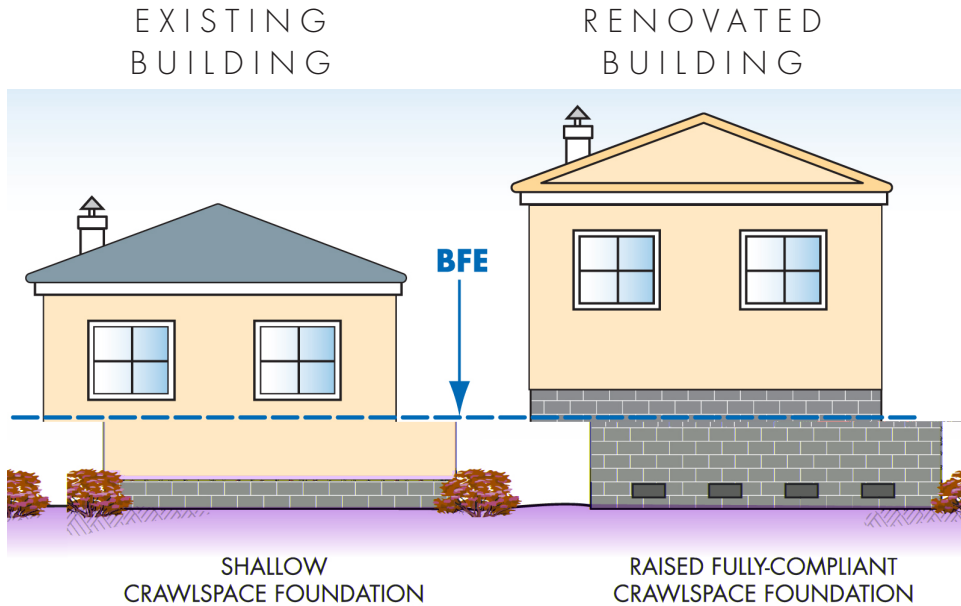 EXISTING
BUILDING
RENOVATED
BUILDING
BFE
SHALLOW
CRAWLSPACE FOUNDATION
RAISED FULLY-COMPLIANT
CRAWLSPACE FOUNDATION